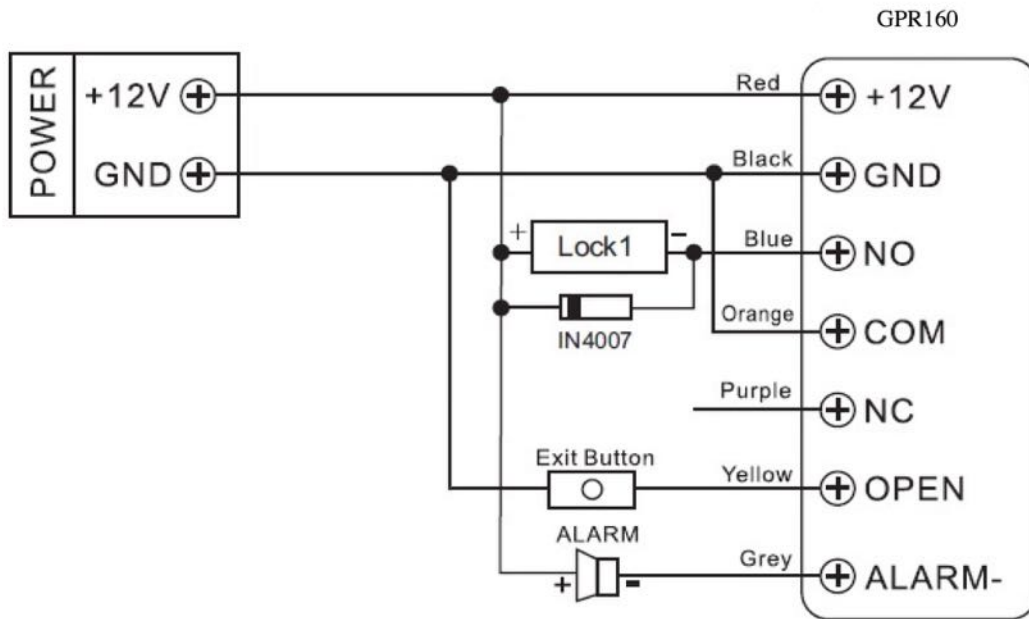 GPR160
POWER
+12V
GND
Red
+12V
Black
GND
+ Lock1 -
Blue
NO
IN4007
Orange
COM
Purple
NC
Exit Button
Yellow
OPEN
ALARM
+ -
Grey
ALARM-